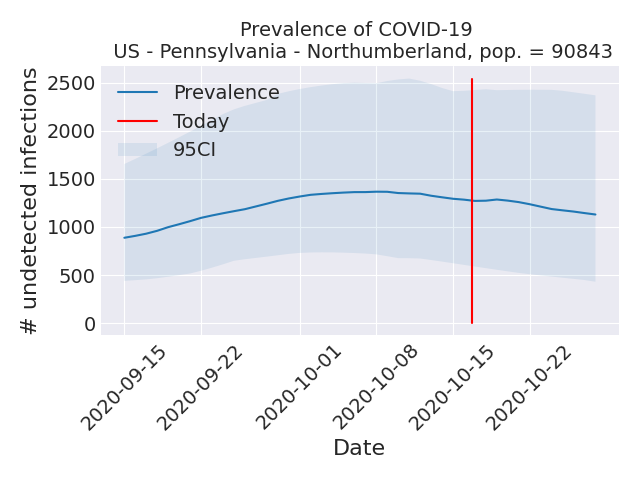 Prevalence of COVID-19
US - Pennsylvania - Northumberland, pop. = 90843
# undetected infections
2500
2000
1500
1000
500
0
Prevalence
Today
95CI
2020-09-15
2020-09-22
2020-10-01
2020-10-08
2020-10-15
2020-10-22
Date